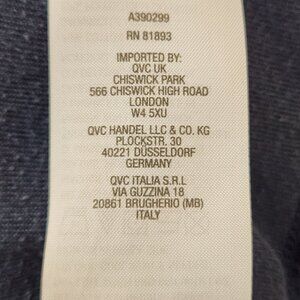 A390299
RN 81893
IMPORTED BY:
QVC UK
CHISWICK PARK
566 CHISWICK HIGH ROAD
LONDON
W4 5XU
QVC HANDEL LLC & CO. KG
PLOCKSTR. 30
40221 DÜSSELDORF
GERMANY
QVC ITALIA S.R.L
VIA GUZZINA 18
20861 BRUGHERIO (MB)
ITALY